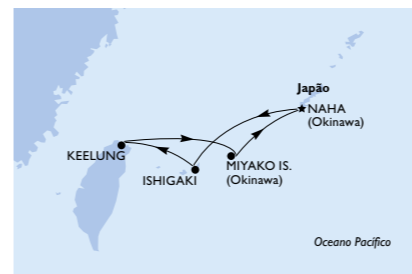 Japão
NAHA
(Okinawa)
KEELUNG
MIYAKO IS.
(Okinawa)
ISHIGAKI
Oceano Pacífico